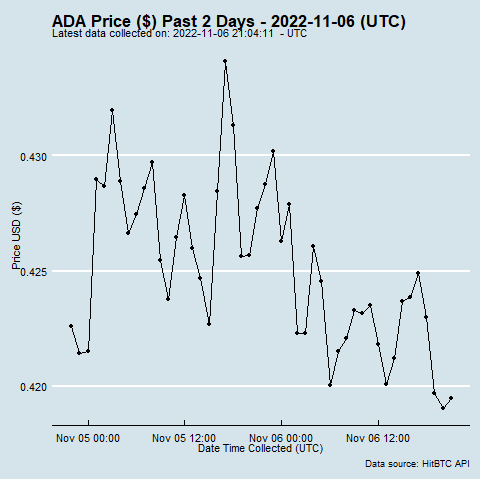 ADA Price ($) Past 2 Days - 2022-11-06 (UTC)
Latest data collected on: 2022-11-06 21:04:11 - UTC
Price USD ($)
0.430
0.425
0.420
Nov 05 00:00 Nov 05 12:00 Nov 06 00:00 Nov 06 12:00
Date Time Collected (UTC)
Data source: HitBTC API